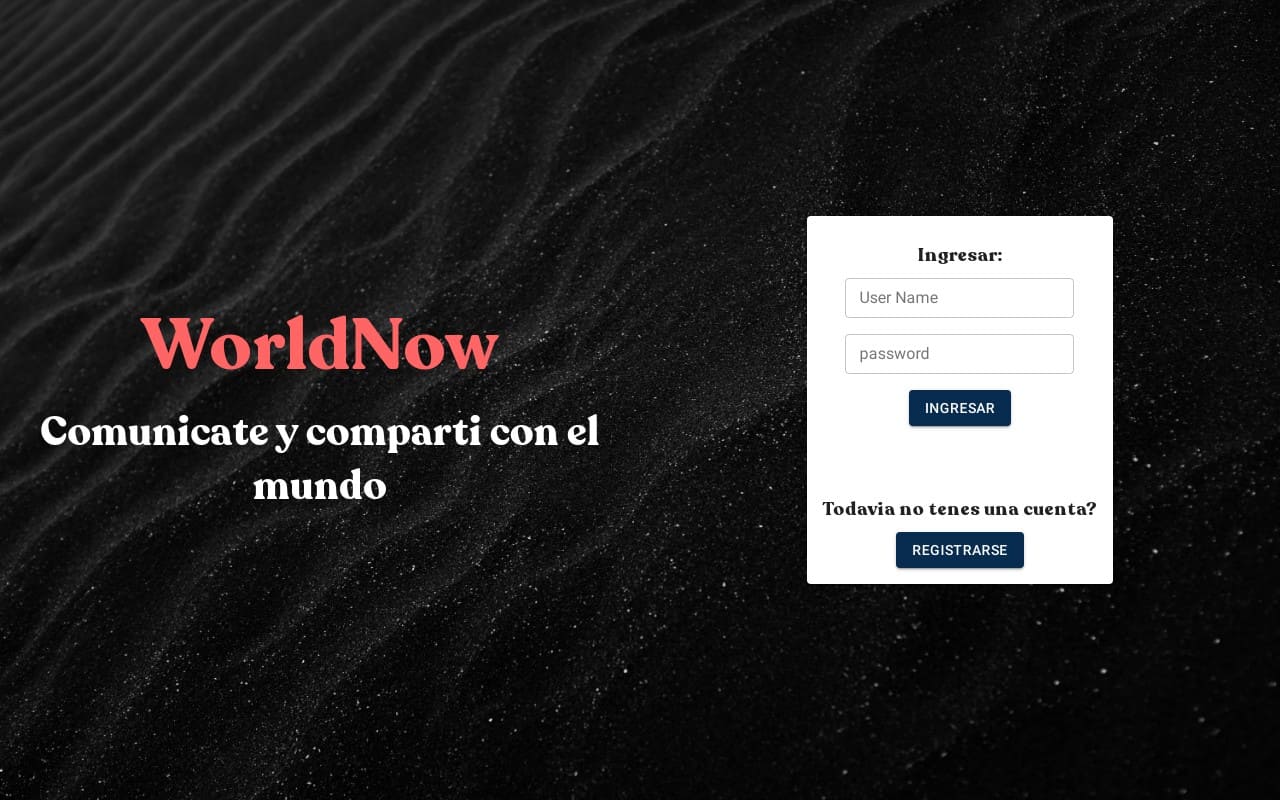 WorldNow
Comunicate y comparti con el
mundo
Ingresar:
User Name
password
INGRESAR
Todavia no tenes una cuenta?
REGISTRARSE